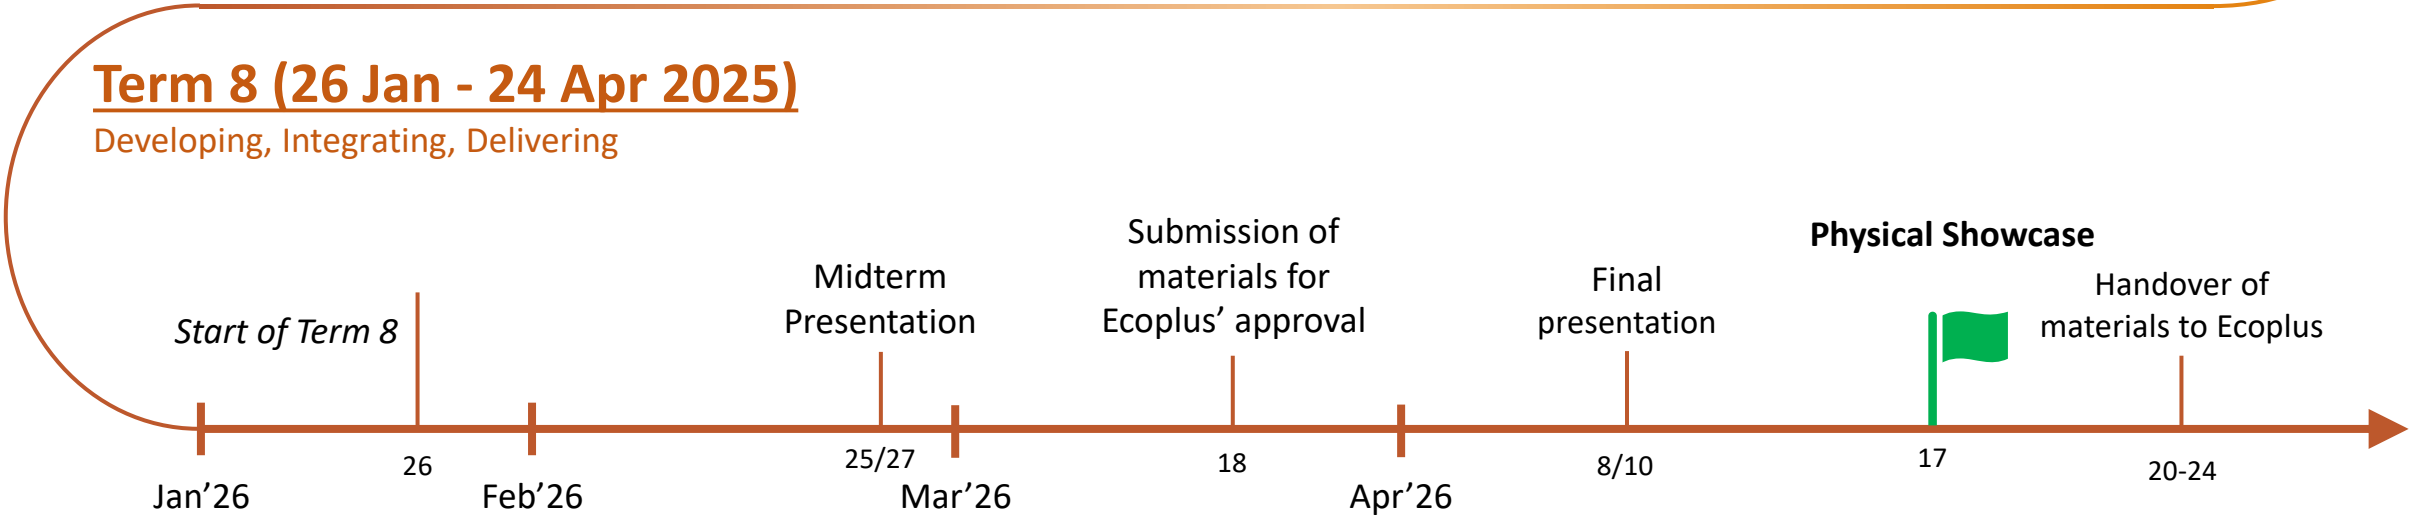 Term 8 (26 Jan - 24 Apr 2025)
Developing, Integrating, Delivering
Start of Term 8
Midterm
Presentation
Submission of
materials for
Ecoplus’ approval
Final
presentation
Physical Showcase
Handover of
materials to Ecoplus
26
25/27
18
8/10
17
20-24
Jan’26
Feb’26
Mar’26
Apr’26